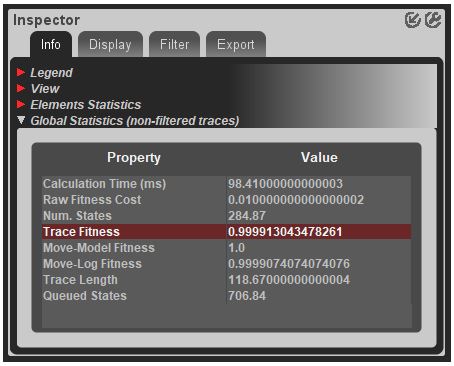 Inspector
Info Display Filter Export
Legend
View
Elements Statistics
Global Statistics (non-filtered traces)
Property Value
Calculation Time (ms) 98.41000000000003
Raw Fitness Cost 0.010000000000000002
Num. States 284.87
Trace Fitness 0.999913043478261
Move-Model Fitness 1.0
Move-Log Fitness 0.9999074074074076
Trace Length 118.67000000000004
Queued States 706.84